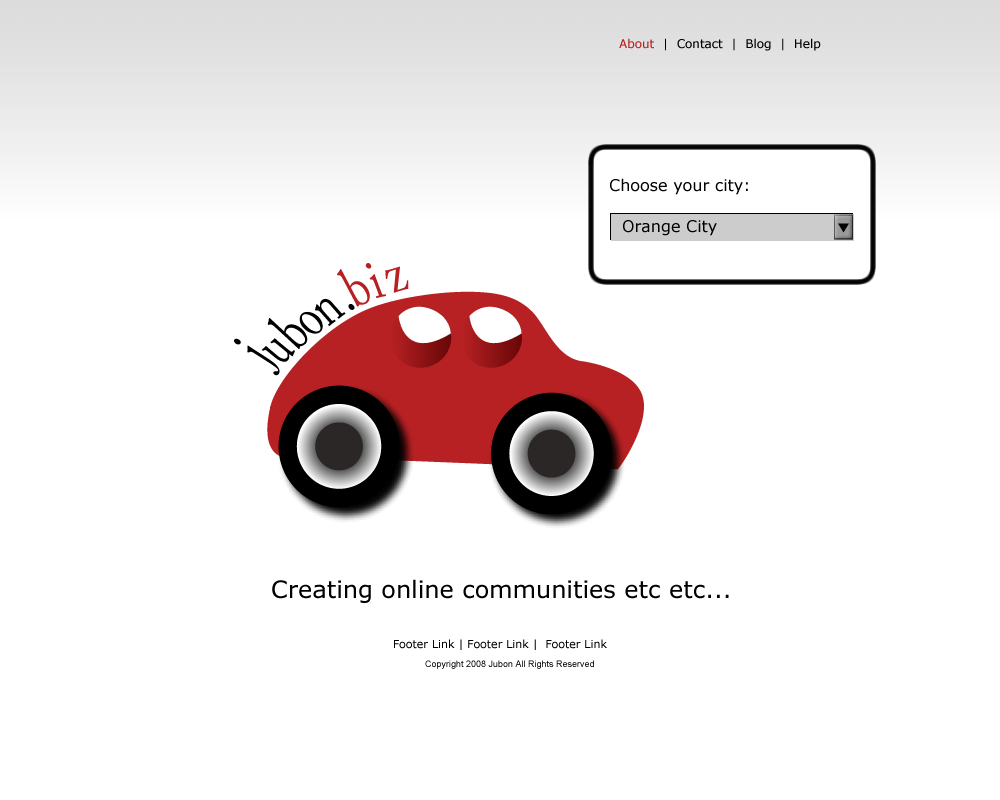 About | Contact | Blog | Help
Choose your city:
Orange City
jubon.biz
Creating online communities etc etc...
Footer Link | Footer Link | Footer Link
Copyright 2008 Jubon All Rights Reserved